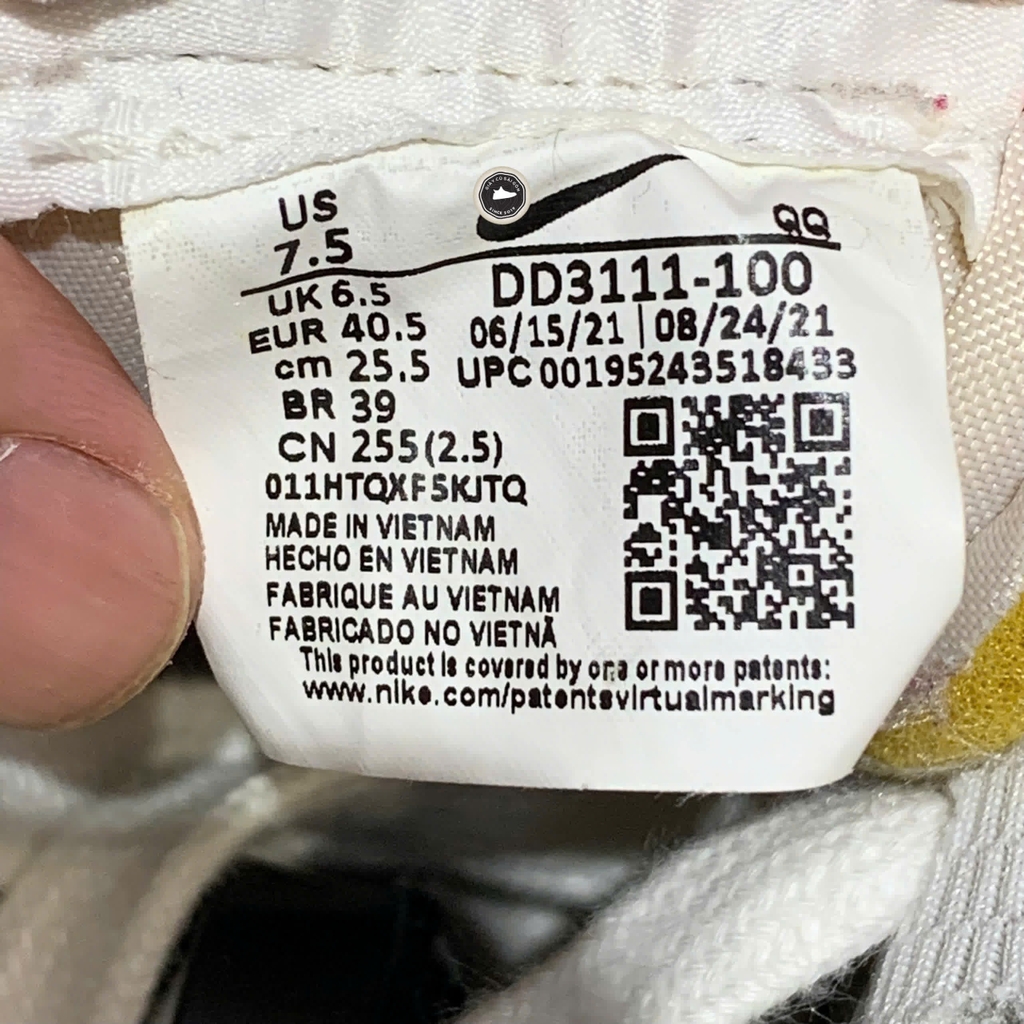 US
7.5
QQ
UK 6.5
DD3111-100
EUR 40.5
06/15/21 | 08/24/21
cm 25.5
UPC 00195243518433
BR 39
CN 255(2.5)
011HTQXF5KJTQ
MADE IN VIETNAM
HECHO EN VIETNAM
FABRIQUE AU VIETNAM
FABRICADO NO VIETNÃ
This product is covered by one or more patents:
www.nike.com/patentsvirtualmarking
SINCE 2019